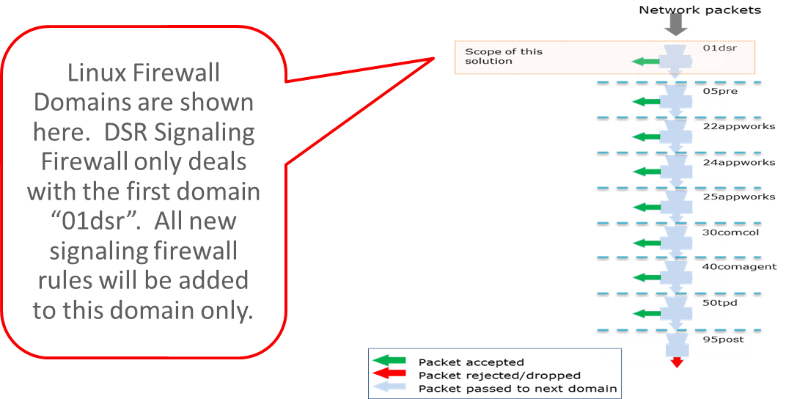 Network packets
Linux Firewall
Domains are shown
here.  DSR Signaling
Firewall only deals
with the first domain
“01dsr”.  All new
signaling firewall
rules will be added
to this domain only.
Scope of this
solution
01dsr
05pre
22appworks
24appworks
25appworks
30comcol
40comagent
50tpd
95post
Packet accepted
Packet rejected/dropped
Packet passed to next domain